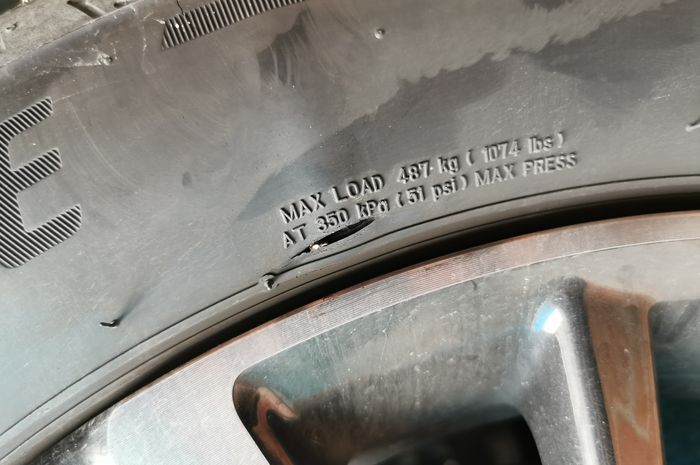 E
MAX LOAD 487 kg ( 1074 lbs )
AT 350 kPa ( 51 psi ) MAX PRESS